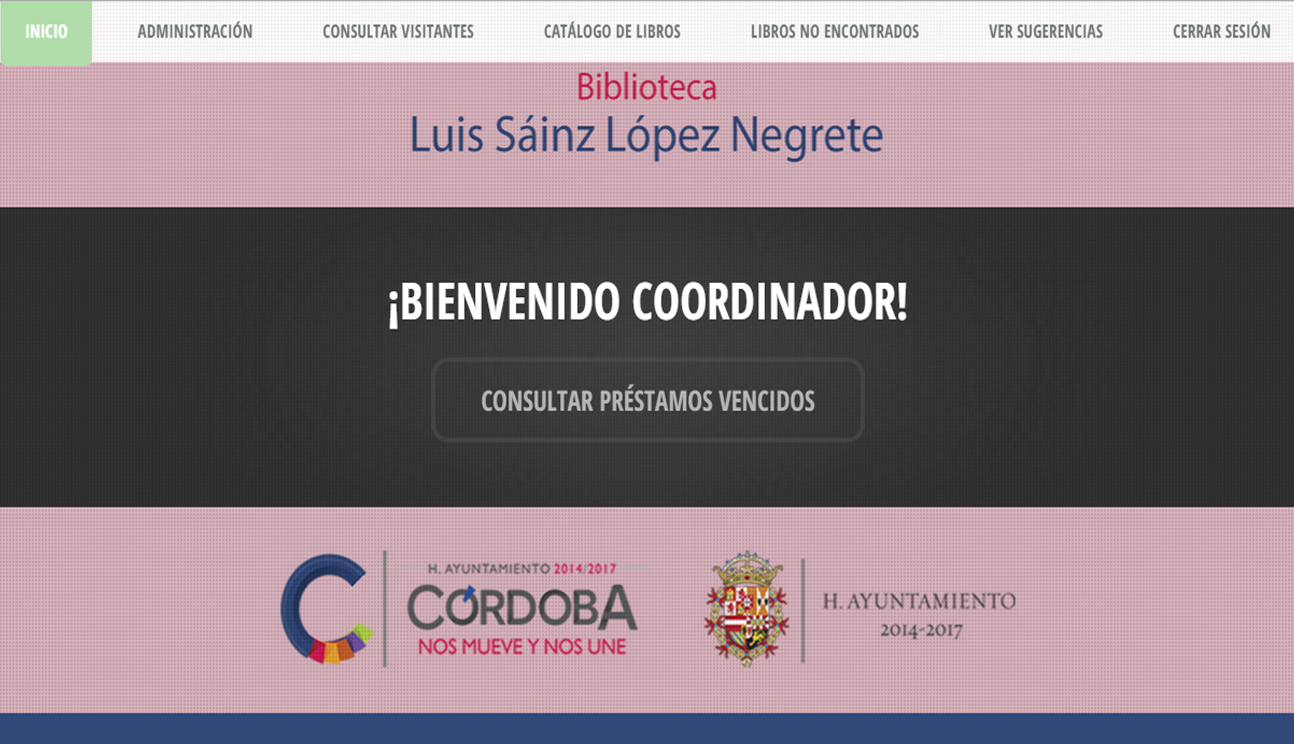 INICIO ADMINISTRACIÓN CONSULTAR VISITANTES CATÁLOGO DE LIBROS LIBROS NO ENCONTRADOS VER SUGERENCIAS CERRAR SESIÓN
Biblioteca
Luis Sáinz López Negrete
¡BIENVENIDO COORDINADOR!
CONSULTAR PRÉSTAMOS VENCIDOS
H. AYUNTAMIENTO 2014/2017
CÓRDOBA
NOS MUEVE Y NOS UNE
H. AYUNTAMIENTO
2014-2017